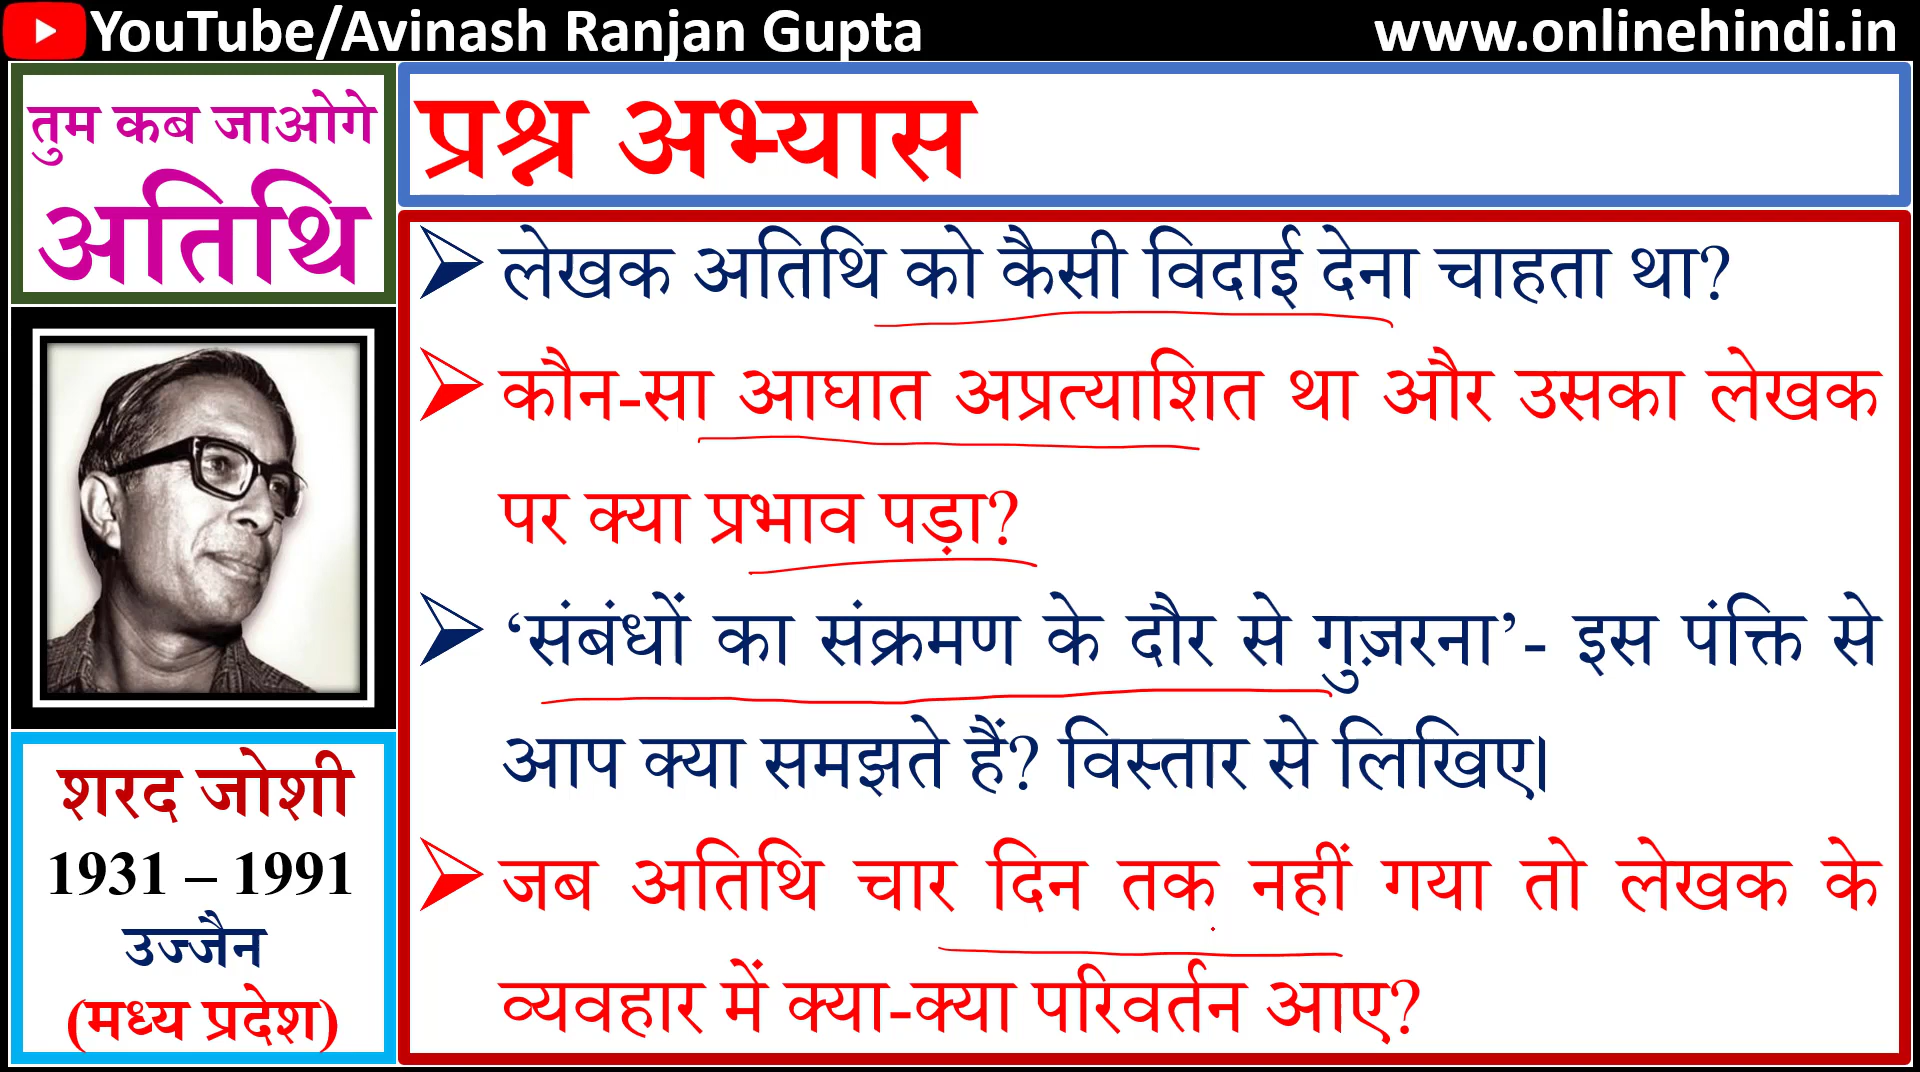 YouTube/Avinash Ranjan Gupta
www.onlinehindi.in
तुम कब जाओगे
अतिथि
प्रश्न अभ्यास
लेखक अतिथि को कैसी विदाई देना चाहता था?
कौन-सा आघात अप्रत्याशित था और उसका लेखक
पर क्या प्रभाव पड़ा?
‘संबंधों का संक्रमण के दौर से गुज़रना’- इस पंक्ति से
आप क्या समझते हैं? विस्तार से लिखिए।
जब अतिथि चार दिन तक नहीं गया तो लेखक के
व्यवहार में क्या-क्या परिवर्तन आए?
शरद जोशी
1931 – 1991
उज्जैन
(मध्य प्रदेश)